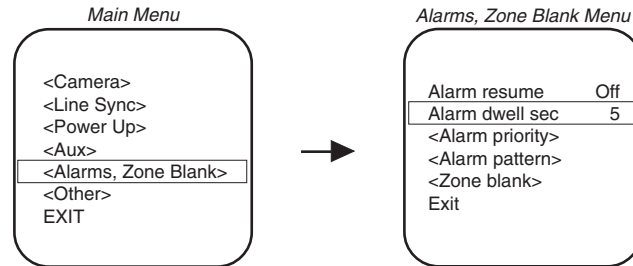 Main Menu
<Camera>
<Line Sync>
<Power Up>
<Aux>
<Alarms, Zone Blank>
<Other>
EXIT
Alarms, Zone Blank Menu
Alarm resume Off
Alarm dwell sec 5
<Alarm priority>
<Alarm pattern>
<Zone blank>
Exit